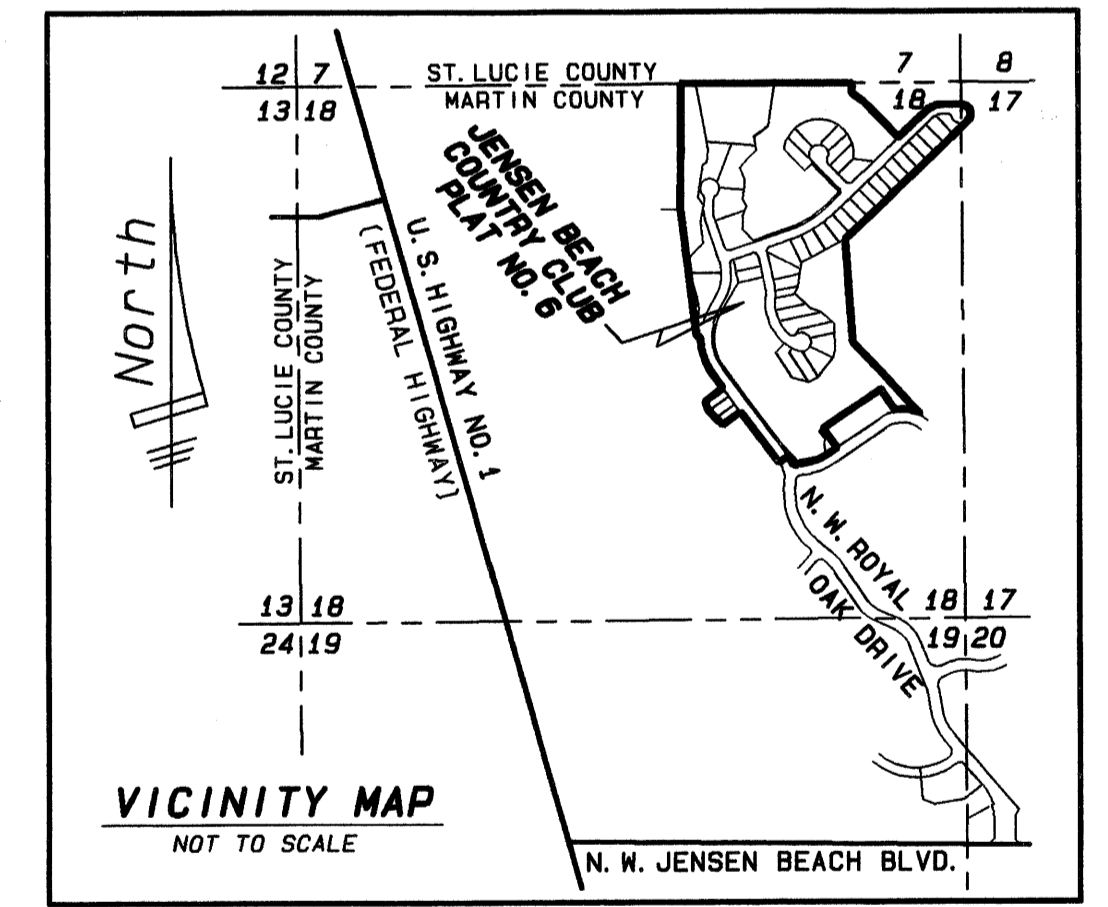 12 7
13 18
ST. LUCIE COUNTY
MARTIN COUNTY
7 8
18 17
JENSEN BEACH
COUNTRY CLUB
PLAT NO. 6
North
ST. LUCIE COUNTY
MARTIN COUNTY
U. S. HIGHWAY NO. 1
(FEDERAL HIGHWAY)
N. W. ROYAL
OAK DRIVE
13 18
24 19
18 17
19 20
VICINITY MAP
NOT TO SCALE
N. W. JENSEN BEACH BLVD.